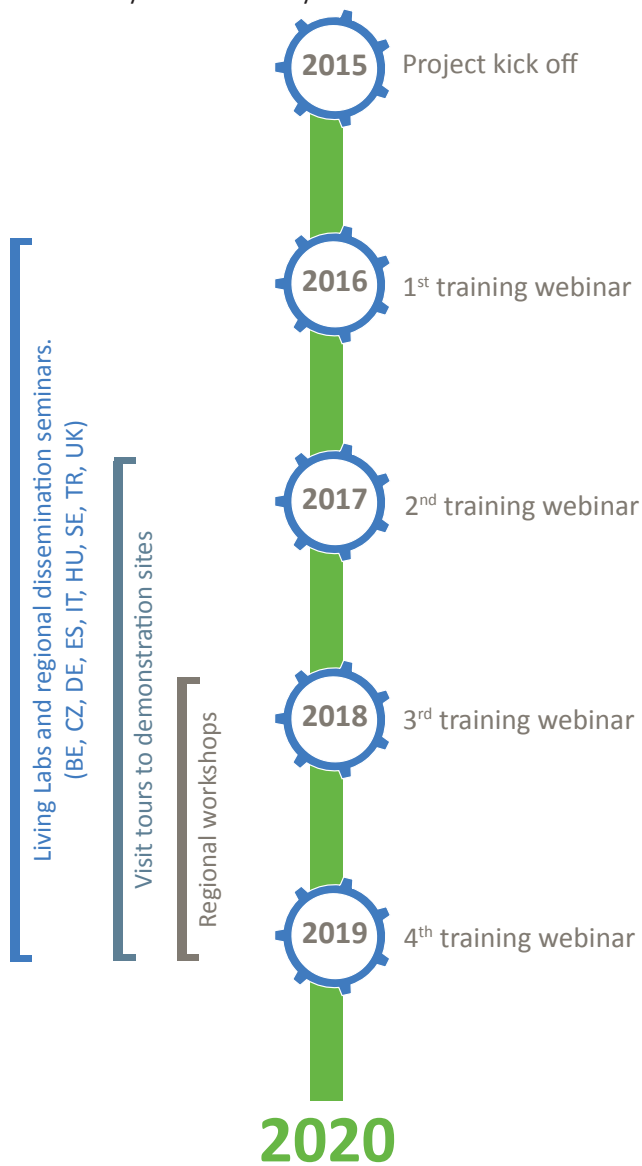 2015
Project kick off
2016
1st training webinar
2017
2nd training webinar
2018
3rd training webinar
2019
4th training webinar
2020
Living Labs and regional dissemination seminars.
(BE, CZ, DE, ES, IT, HU, SE, TR, UK)
Visit tours to demonstration sites
Regional workshops